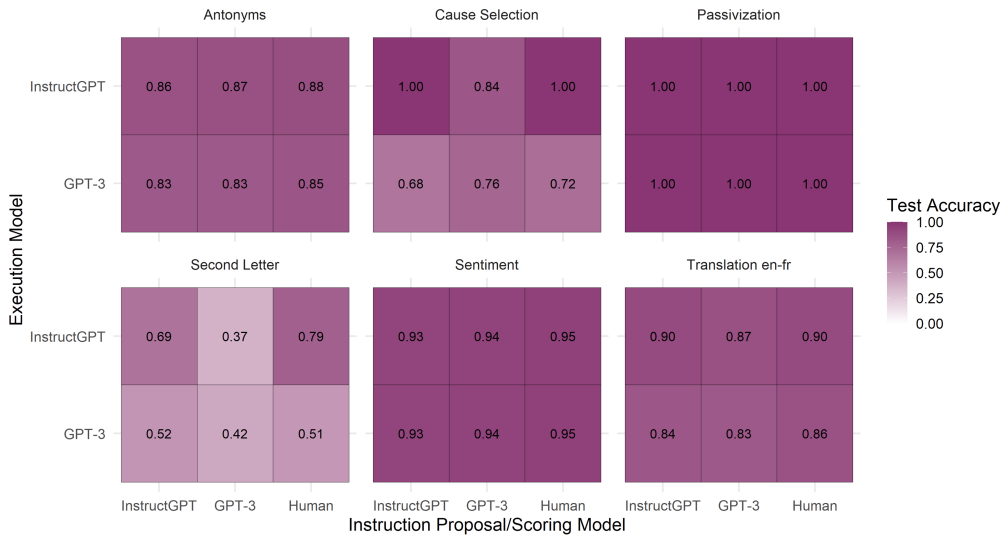 Antonyms Cause Selection Passivization
InstructGPT 0.86 0.87 0.88 1.00 0.84 1.00 1.00 1.00 1.00
GPT-3 0.83 0.83 0.85 0.68 0.76 0.72 1.00 1.00 1.00
Second Letter Sentiment Translation en-fr
InstructGPT 0.69 0.37 0.79 0.93 0.94 0.95 0.90 0.87 0.90
GPT-3 0.52 0.42 0.51 0.93 0.94 0.95 0.84 0.83 0.86
InstructGPT GPT-3 Human InstructGPT GPT-3 Human InstructGPT GPT-3 Human
Instruction Proposal/Scoring Model
Execution Model
Test Accuracy
1.00
0.75
0.50
0.25
0.00